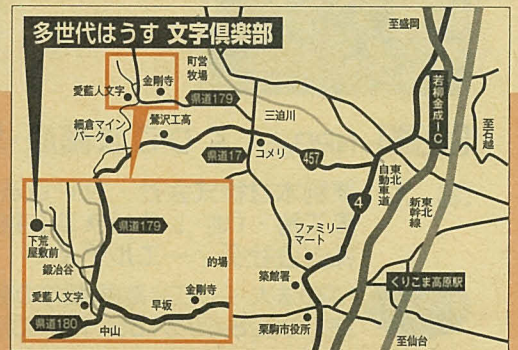 多世代はうす 文字倶楽部
至盛岡
町営
牧場
金剛寺
愛藍人文字
県道179
若柳金成IC
至石越
細倉マイン
パーク
鶯沢工高
三迫川
県道17
コメリ
457
東北
自動車道
4
東北
新幹線
県道179
下荒
屋敷前
鍛冶谷
的場
ファミリー
マート
築館署
くりこま高原駅
愛藍人文字
金剛寺
早坂
県道180
中山
栗駒市役所
至仙台